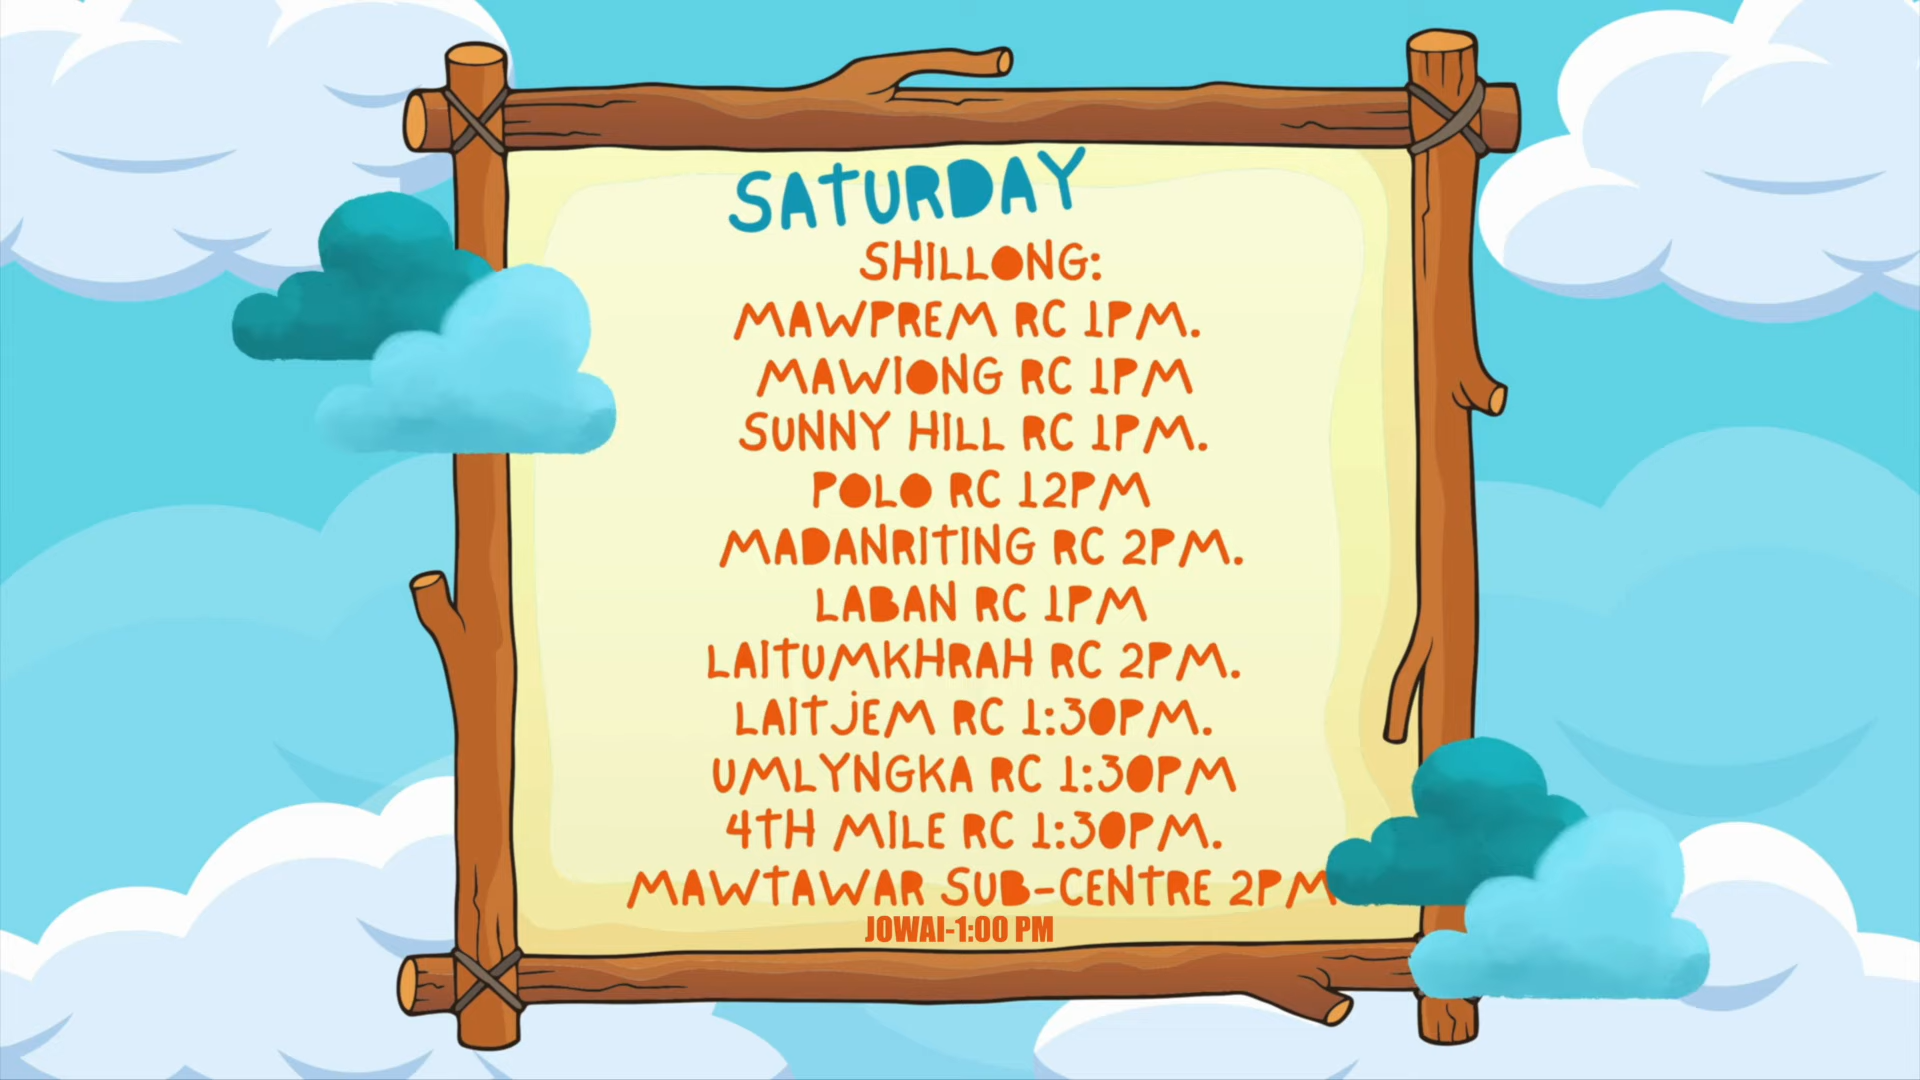 SATURDAY
SHILLONG:
MAWPREM RC 1PM.
MAWIONG RC 1PM
SUNNY HILL RC 1PM.
POLO RC 12PM
MADANRITING RC 2PM.
LABAN RC 1PM
LAITUMKHRAH RC 2PM.
LAITJEM RC 1:30PM.
UMLYNGKA RC 1:30PM
4TH MILE RC 1:30PM.
MAWTAWAR SUB-CENTRE 2PM
JOWAI-1:00 PM